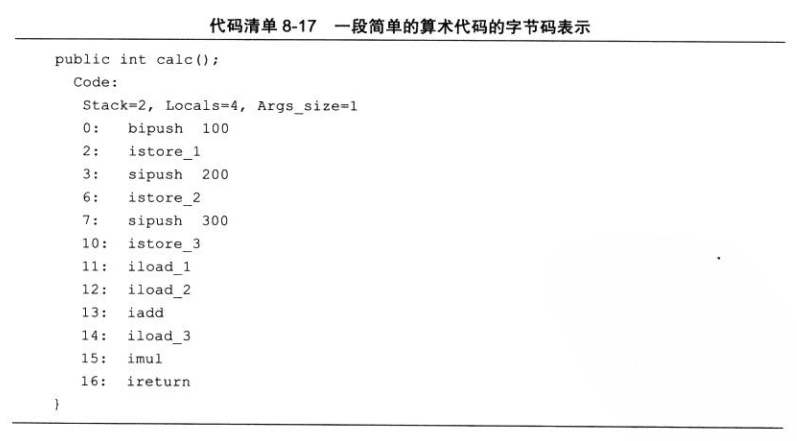 代码清单 8-17 一段简单的算术代码的字节码表示
public int calc();
Code:
Stack=2, Locals=4, Args_size=1
0: bipush 100
2: istore_1
3: sipush 200
6: istore_2
7: sipush 300
10: istore_3
11: iload_1
12: iload_2
13: iadd
14: iload_3
15: imul
16: ireturn
}